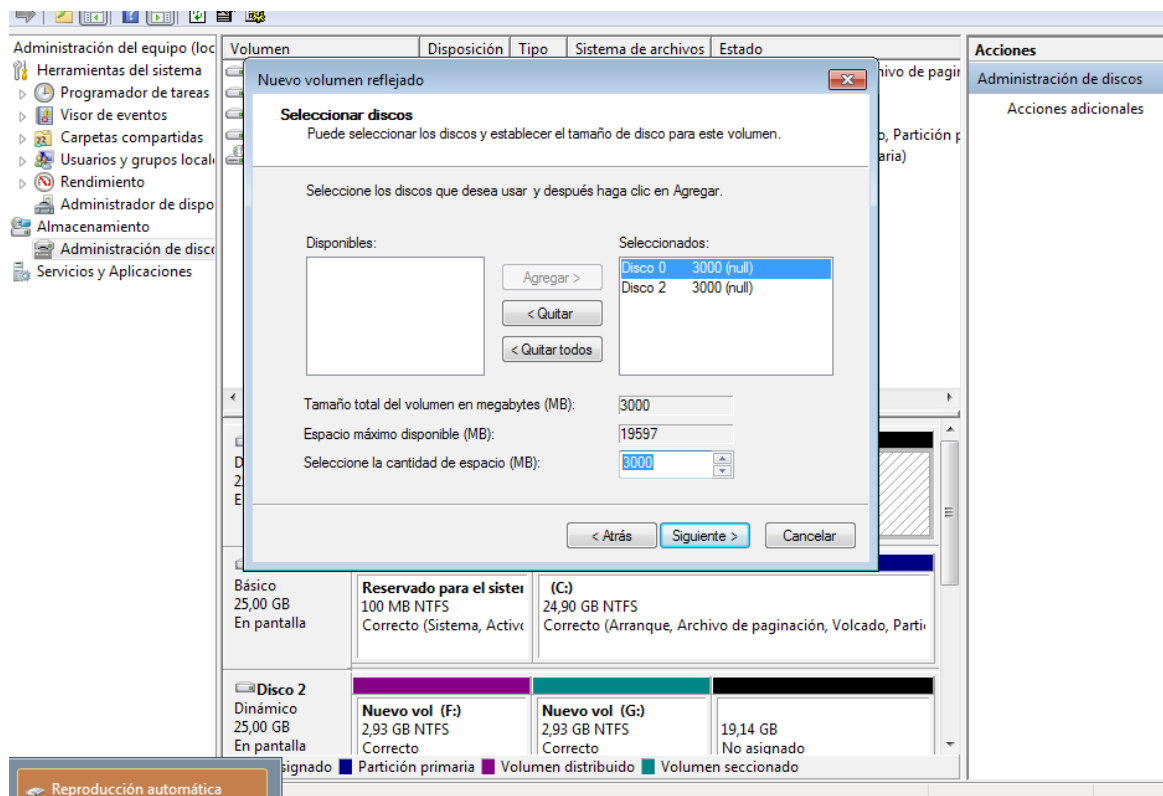 Administración del equipo (loc
Herramientas del sistema
Programador de tareas
Visor de eventos
Carpetas compartidas
Usuarios y grupos local
Rendimiento
Administrador de dispo
Almacenamiento
Administración de disc
Servicios y Aplicaciones
Volumen Disposición Tipo Sistema de archivos Estado
hivo de pagin
o, Partición p
aria)
Acciones
Administración de discos
Acciones adicionales
Nuevo volumen reflejado
Seleccionar discos
Puede seleccionar los discos y establecer el tamaño de disco para este volumen.
Seleccione los discos que desea usar y después haga clic en Agregar.
Disponibles:
Seleccionados:
Agregar >
< Quitar
< Quitar todos
Disco 0 3000 (null)
Disco 2 3000 (null)
Tamaño total del volumen en megabytes (MB): 3000
Espacio máximo disponible (MB): 19597
Seleccione la cantidad de espacio (MB): 3000
< Atrás Siguiente > Cancelar
D
2
E
Básico
25,00 GB
En pantalla
Reservado para el sister
100 MB NTFS
Correcto (Sistema, Activ
(C:)
24,90 GB NTFS
Correcto (Arranque, Archivo de paginación, Volcado, Parti
Disco 2
Dinámico
25,00 GB
En pantalla
Nuevo vol (F:)
2,93 GB NTFS
Correcto
Nuevo vol (G:)
2,93 GB NTFS
Correcto
19,14 GB
No asignado
signado Partición primaria Volumen distribuido Volumen seccionado
Reproducción automática